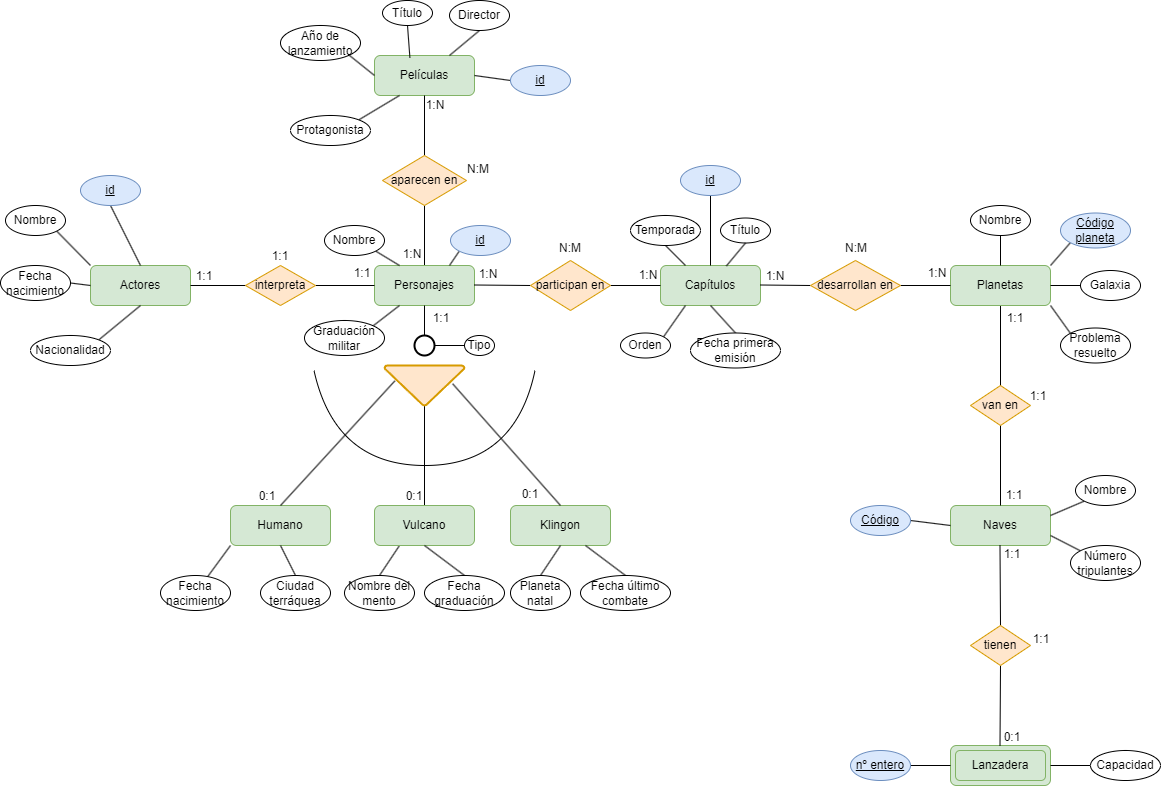 Título
Director
Año de
lanzamiento
Películas
id
1:N
Protagonista
N:M
aparecen en
id
id
Nombre
Temporada
Título
Nombre
Código
planeta
Nombre
id
1:1
1:N
N:M
N:M
Fecha
nacimiento
Actores
1:1
interpreta
1:1
Personajes
1:N
participan en
1:N
Capítulos
1:N
desarrollan en
1:N
Planetas
Galaxia
Nacionalidad
Graduación
militar
1:1
Tipo
Orden
Fecha primera
emisión
1:1
Problema
resuelto
van en
1:1
0:1
0:1
0:1
1:1
Nombre
Humano
Vulcano
Klingon
Código
Naves
1:1
Número
tripulantes
Fecha
nacimiento
Ciudad
terráquea
Nombre del
mento
Fecha
graduación
Planeta
natal
Fecha último
combate
tienen
1:1
0:1
nº entero
Lanzadera
Capacidad